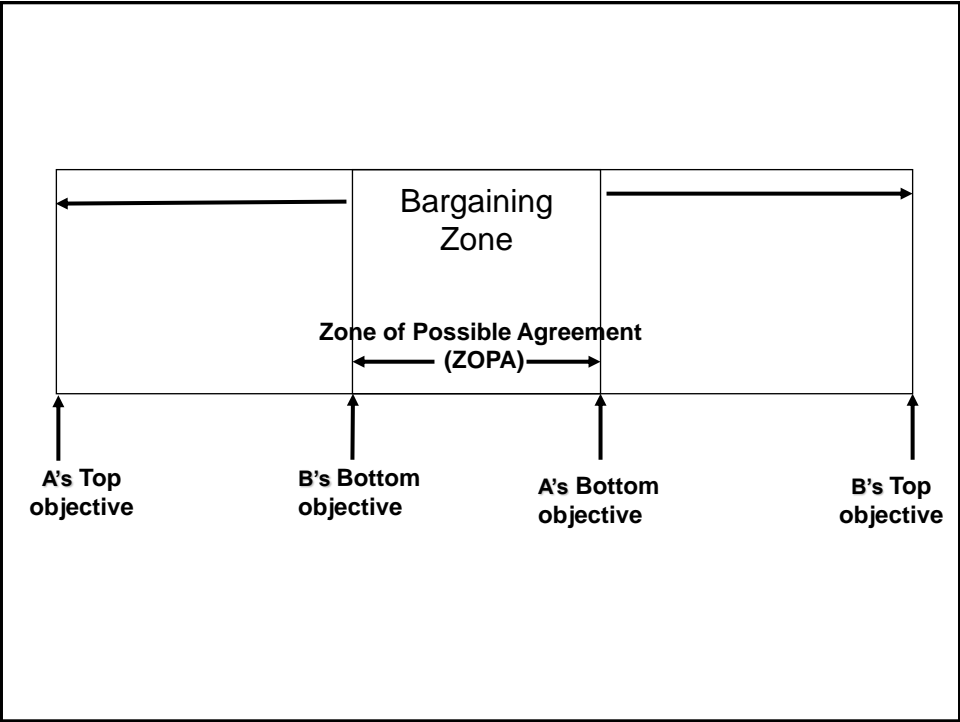 Bargaining
Zone
Zone of Possible Agreement
(ZOPA)
A’s Top
objective
B’s Bottom
objective
A’s Bottom
objective
B’s Top
objective